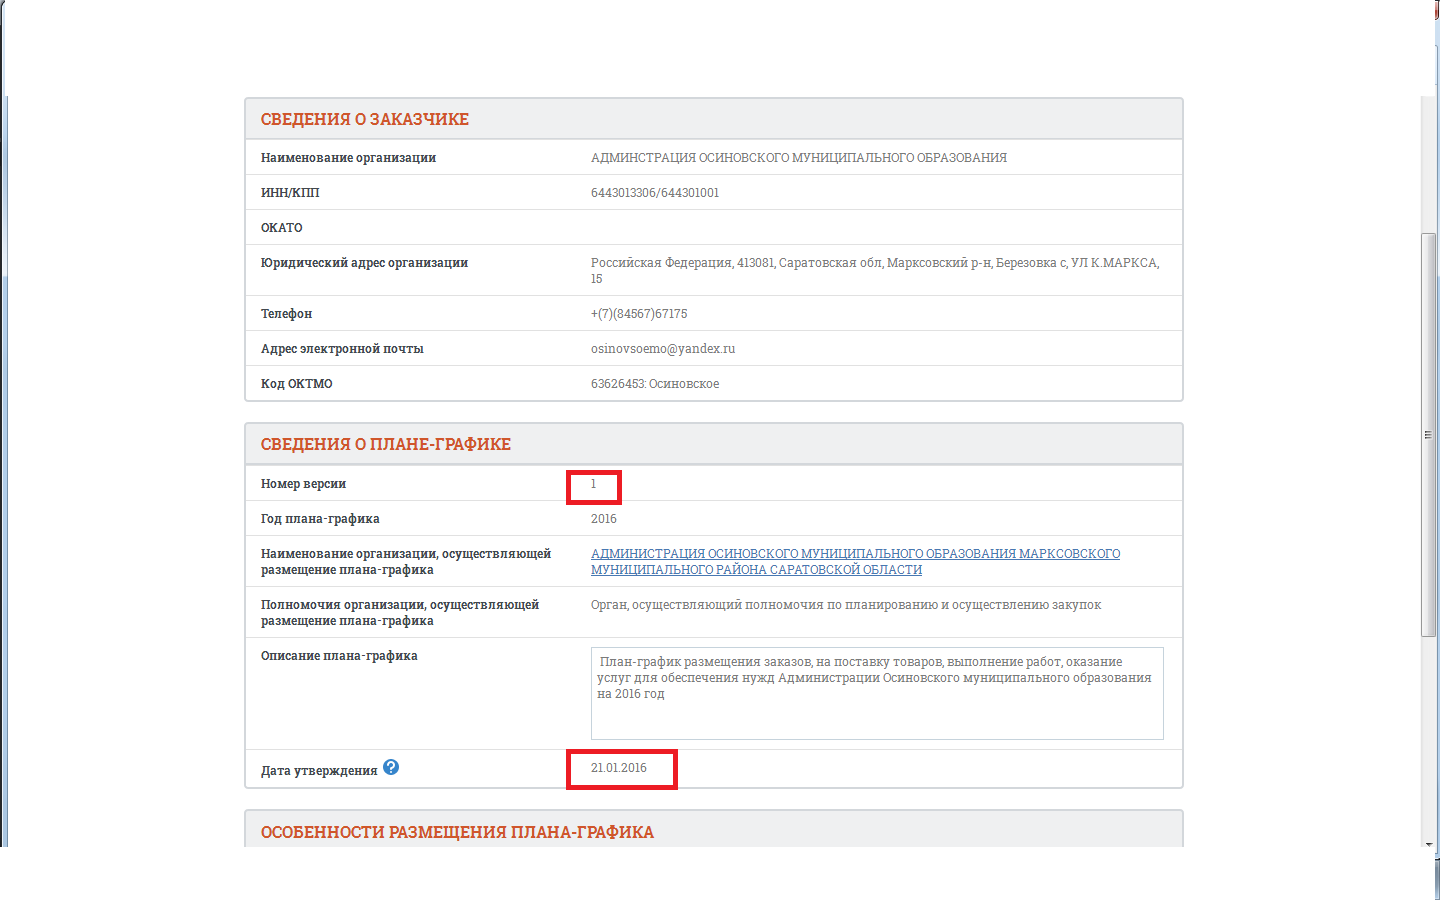 СВЕДЕНИЯ О ЗАКАЗЧИКЕ
Наименование организации АДМИНСТРАЦИЯ ОСИНОВСКОГО МУНИЦИПАЛЬНОГО ОБРАЗОВАНИЯ
ИНН/КПП 6443013306/644301001
ОКАТО
Юридический адрес организации Российская Федерация, 413081, Саратовская обл, Марксовский р-н, Березовка с, УЛ К.МАРКСА,
15
Телефон +(7)(84567)67175
Адрес электронной почты osinovsoemo@yandex.ru
Код ОКТМО 63626453: Осиновское
СВЕДЕНИЯ О ПЛАНЕ-ГРАФИКЕ
Номер версии 1
Год плана-графика 2016
Наименование организации, осуществляющей АДМИНИСТРАЦИЯ ОСИНОВСКОГО МУНИЦИПАЛЬНОГО ОБРАЗОВАНИЯ МАРКСОВСКОГО
размещение плана-графика МУНИЦИПАЛЬНОГО РАЙОНА САРАТОВСКОЙ ОБЛАСТИ
Полномочия организации, осуществляющей Орган, осуществляющий полномочия по планированию и осуществлению закупок
размещение плана-графика
Описание плана-графика План-график размещения заказов, на поставку товаров, выполнение работ, оказание
услуг для обеспечения нужд Администрации Осиновского муниципального образования
на 2016 год
Дата утверждения ? 21.01.2016
ОСОБЕННОСТИ РАЗМЕЩЕНИЯ ПЛАНА-ГРАФИКА